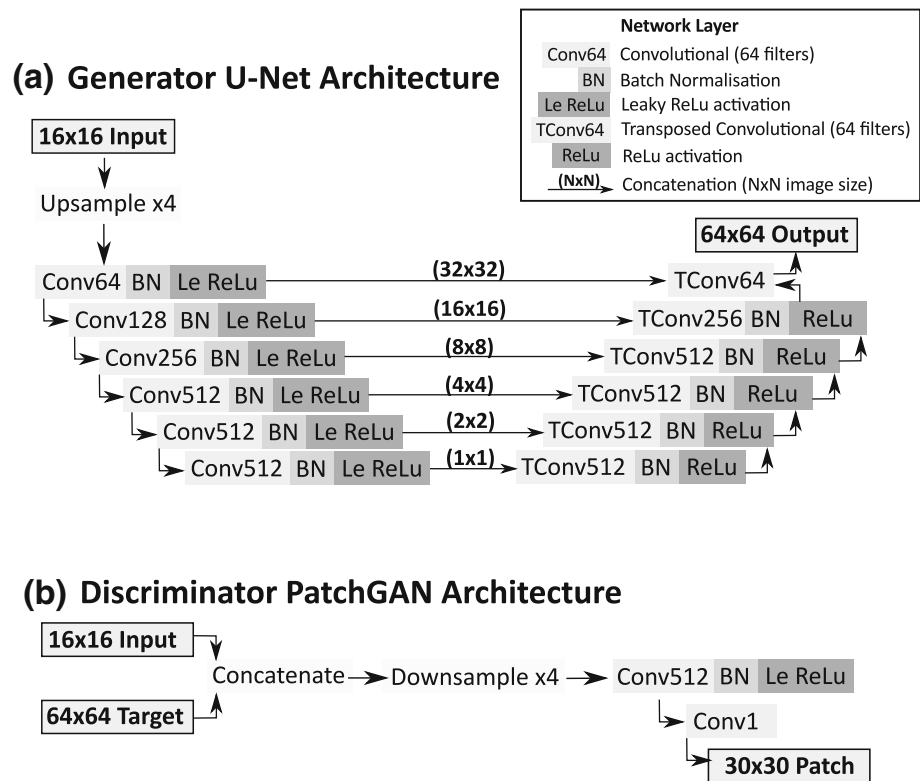 Network Layer
Conv64 Convolutional (64 filters)
BN Batch Normalisation
Le ReLu Leaky ReLu activation
TConv64 Transposed Convolutional (64 filters)
ReLu ReLu activation
(NxN) Concatenation (NxN image size)
(a) Generator U-Net Architecture
16x16 Input
Upsample x4
64x64 Output
Conv64 BN Le ReLu (32x32) TConv64
Conv128 BN Le ReLu (16x16) TConv256 BN ReLu
Conv256 BN Le ReLu (8x8) TConv512 BN ReLu
Conv512 BN Le ReLu (4x4) TConv512 BN ReLu
Conv512 BN Le ReLu (2x2) TConv512 BN ReLu
Conv512 BN Le ReLu (1x1) TConv512 BN ReLu
(b) Discriminator PatchGAN Architecture
16x16 Input
Concatenate Downsample x4 Conv512 BN Le ReLu
64x64 Target
Conv1
30x30 Patch